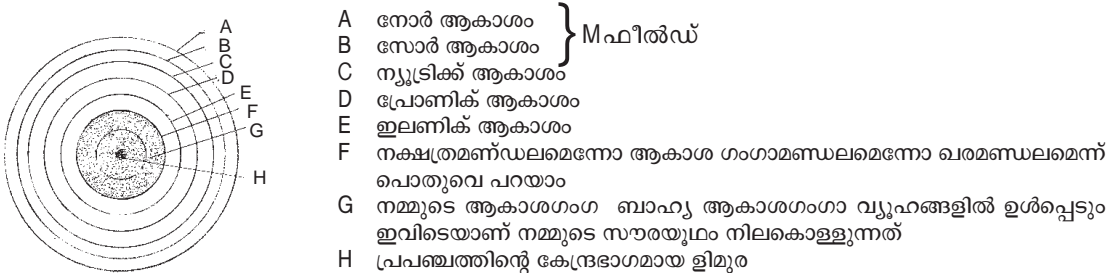 A
B
C
D
E
F
G
H
A നോർ ആകാശം
B സോർ ആകാശം
Mഫീൽഡ്
C ന്യൂട്രിക് ആകാശം
D പ്രോണിക് ആകാശം
E ഇലണിക് ആകാശം
F നക്ഷത്രമണ്ഡലമെന്നോ ആകാശ ഗംഗാമണ്ഡലമെന്നോ ഖരമണ്ഡലമെന്ന്
പൊതുവെ പറയാം
G നമ്മുടെ ആകാശഗംഗ ബാഹ്യ ആകാശഗംഗാ വ്യൂഹങ്ങളിൽ ഉൾപ്പെടും
ഇവിടെയാണ് നമ്മുടെ സൗരയൂഥം നിലകൊള്ളുന്നത്
H പ്രപഞ്ചത്തിന്റെ കേന്ദ്രഭാഗമായ ളിമുര